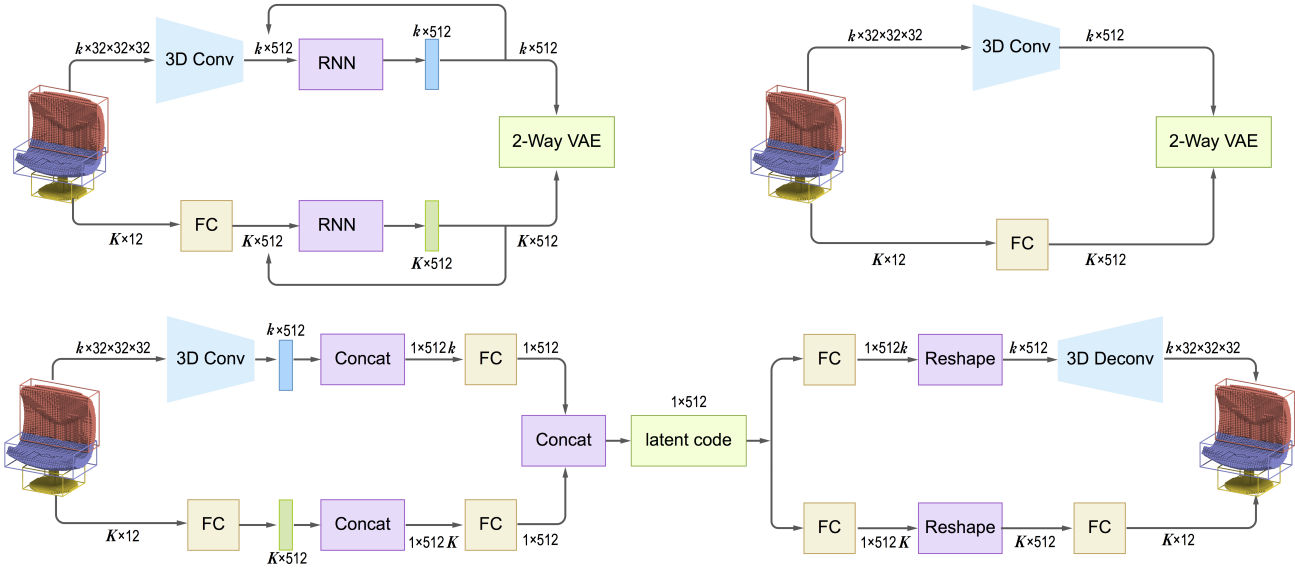 k×32×32×32
3D Conv
k×512
RNN
k×512
k×512
2-Way VAE
K×12
FC
K×512
RNN
K×512
K×512
k×32×32×32
3D Conv
k×512
2-Way VAE
K×12
FC
K×512
k×32×32×32
3D Conv
k×512
Concat
1×512k
FC
1×512
K×12
FC
K×512
Concat
1×512K
FC
1×512
Concat
1×512
latent code
FC
1×512k
Reshape
k×512
3D Deconv
k×32×32×32
FC
1×512K
Reshape
K×512
FC
K×12